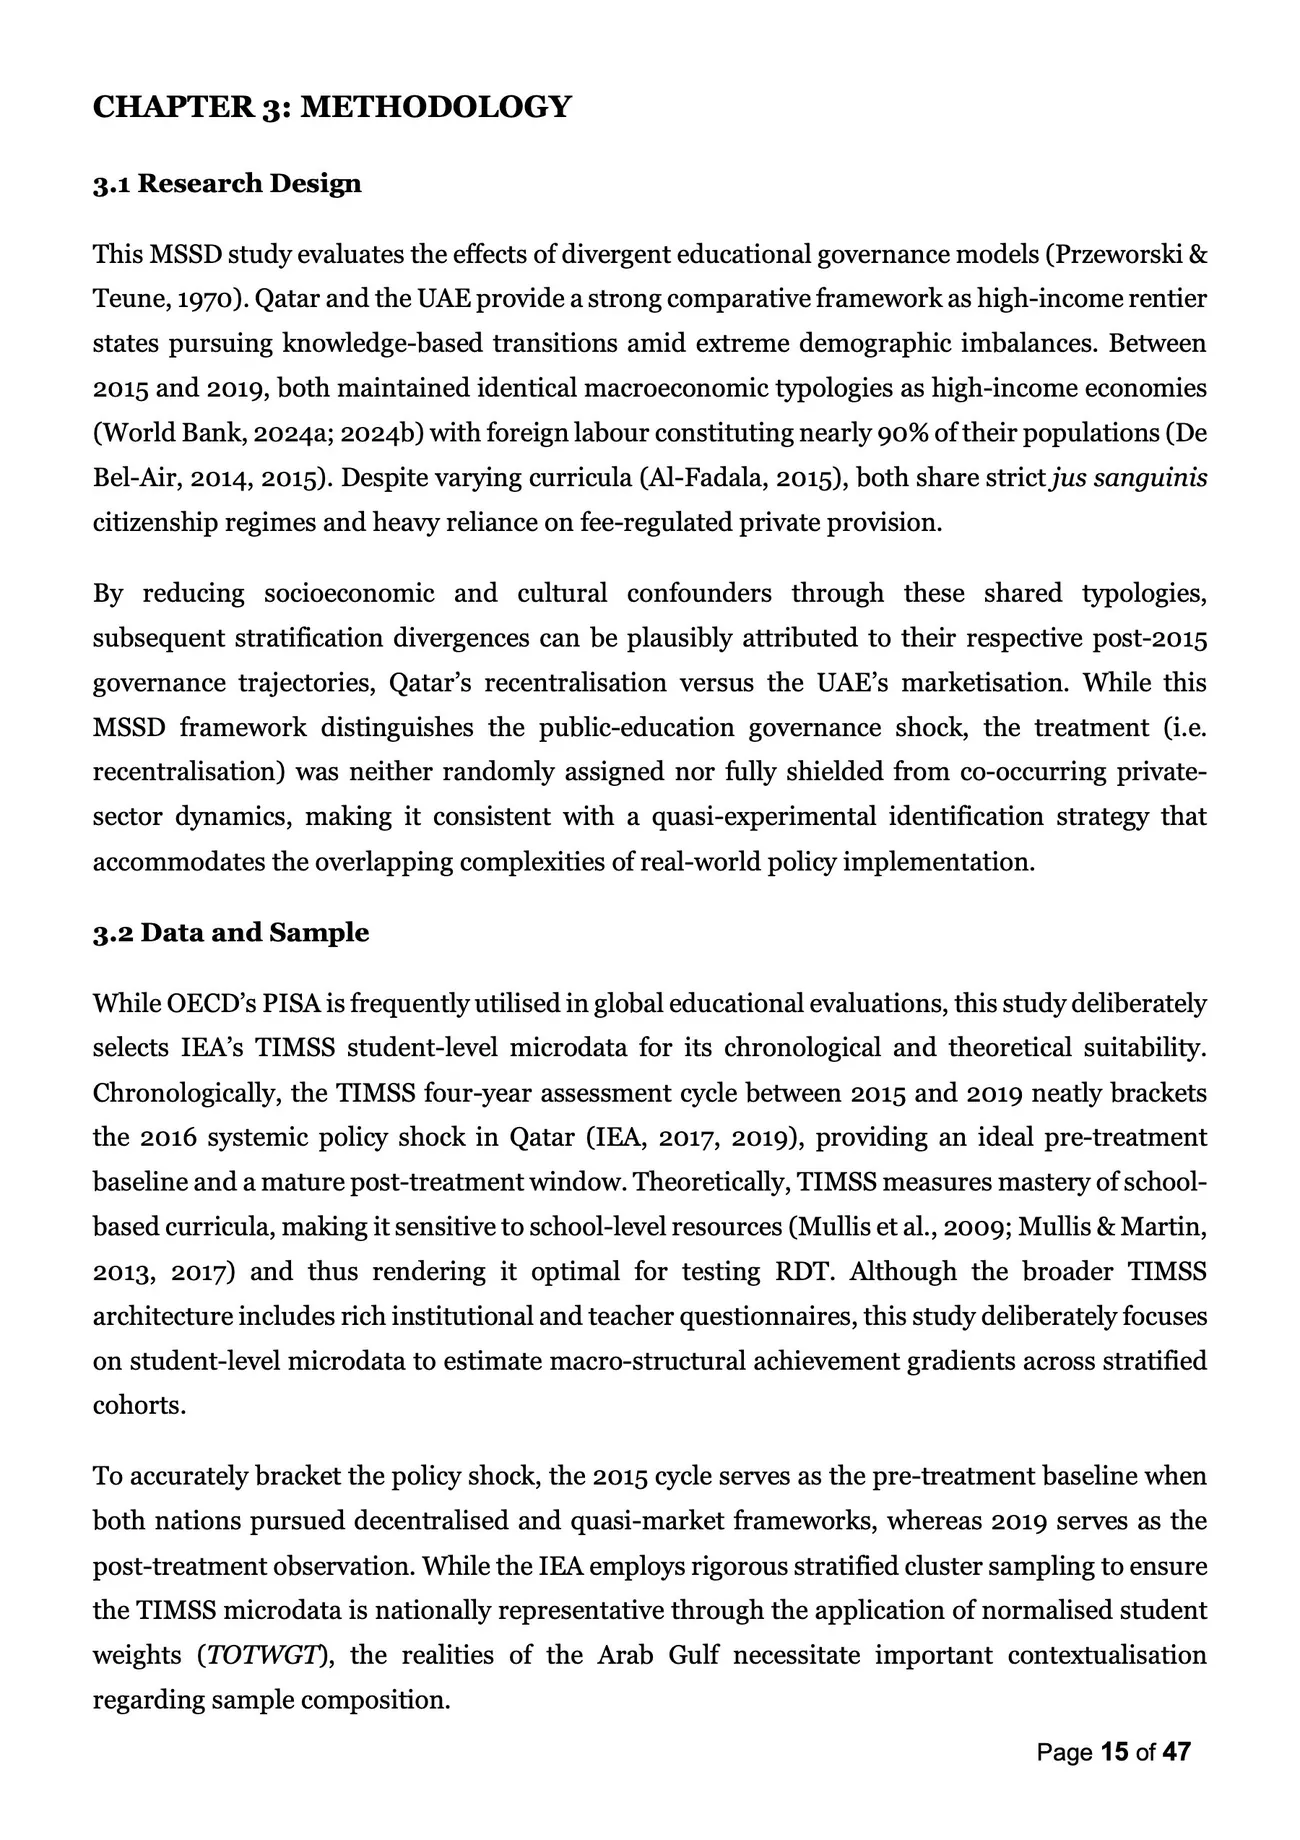 CHAPTER 3: METHODOLOGY
3.1 Research Design
This MSSD study evaluates the effects of divergent educational governance models (Przeworski &
Teune, 1970). Qatar and the UAE provide a strong comparative framework as high-income rentier
states pursuing knowledge-based transitions amid extreme demographic imbalances. Between
2015 and 2019, both maintained identical macroeconomic typologies as high-income economies
(World Bank, 2024a; 2024b) with foreign labour constituting nearly 90% of their populations (De
Bel-Air, 2014, 2015). Despite varying curricula (Al-Fadala, 2015), both share strict jus sanguinis
citizenship regimes and heavy reliance on fee-regulated private provision.
By reducing socioeconomic and cultural confounders through these shared typologies,
subsequent stratification divergences can be plausibly attributed to their respective post-2015
governance trajectories, Qatar’s recentralisation versus the UAE’s marketisation. While this
MSSD framework distinguishes the public-education governance shock, the treatment (i.e.
recentralisation) was neither randomly assigned nor fully shielded from co-occurring private-
sector dynamics, making it consistent with a quasi-experimental identification strategy that
accommodates the overlapping complexities of real-world policy implementation.
3.2 Data and Sample
While OECD’s PISA is frequently utilised in global educational evaluations, this study deliberately
selects IEA’s TIMSS student-level microdata for its chronological and theoretical suitability.
Chronologically, the TIMSS four-year assessment cycle between 2015 and 2019 neatly brackets
the 2016 systemic policy shock in Qatar (IEA, 2017, 2019), providing an ideal pre-treatment
baseline and a mature post-treatment window. Theoretically, TIMSS measures mastery of school-
based curricula, making it sensitive to school-level resources (Mullis et al., 2009; Mullis & Martin,
2013, 2017) and thus rendering it optimal for testing RDT. Although the broader TIMSS
architecture includes rich institutional and teacher questionnaires, this study deliberately focuses
on student-level microdata to estimate macro-structural achievement gradients across stratified
cohorts.
To accurately bracket the policy shock, the 2015 cycle serves as the pre-treatment baseline when
both nations pursued decentralised and quasi-market frameworks, whereas 2019 serves as the
post-treatment observation. While the IEA employs rigorous stratified cluster sampling to ensure
the TIMSS microdata is nationally representative through the application of normalised student
weights (TOTWGT), the realities of the Arab Gulf necessitate important contextualisation
regarding sample composition.
Page 15 of 47